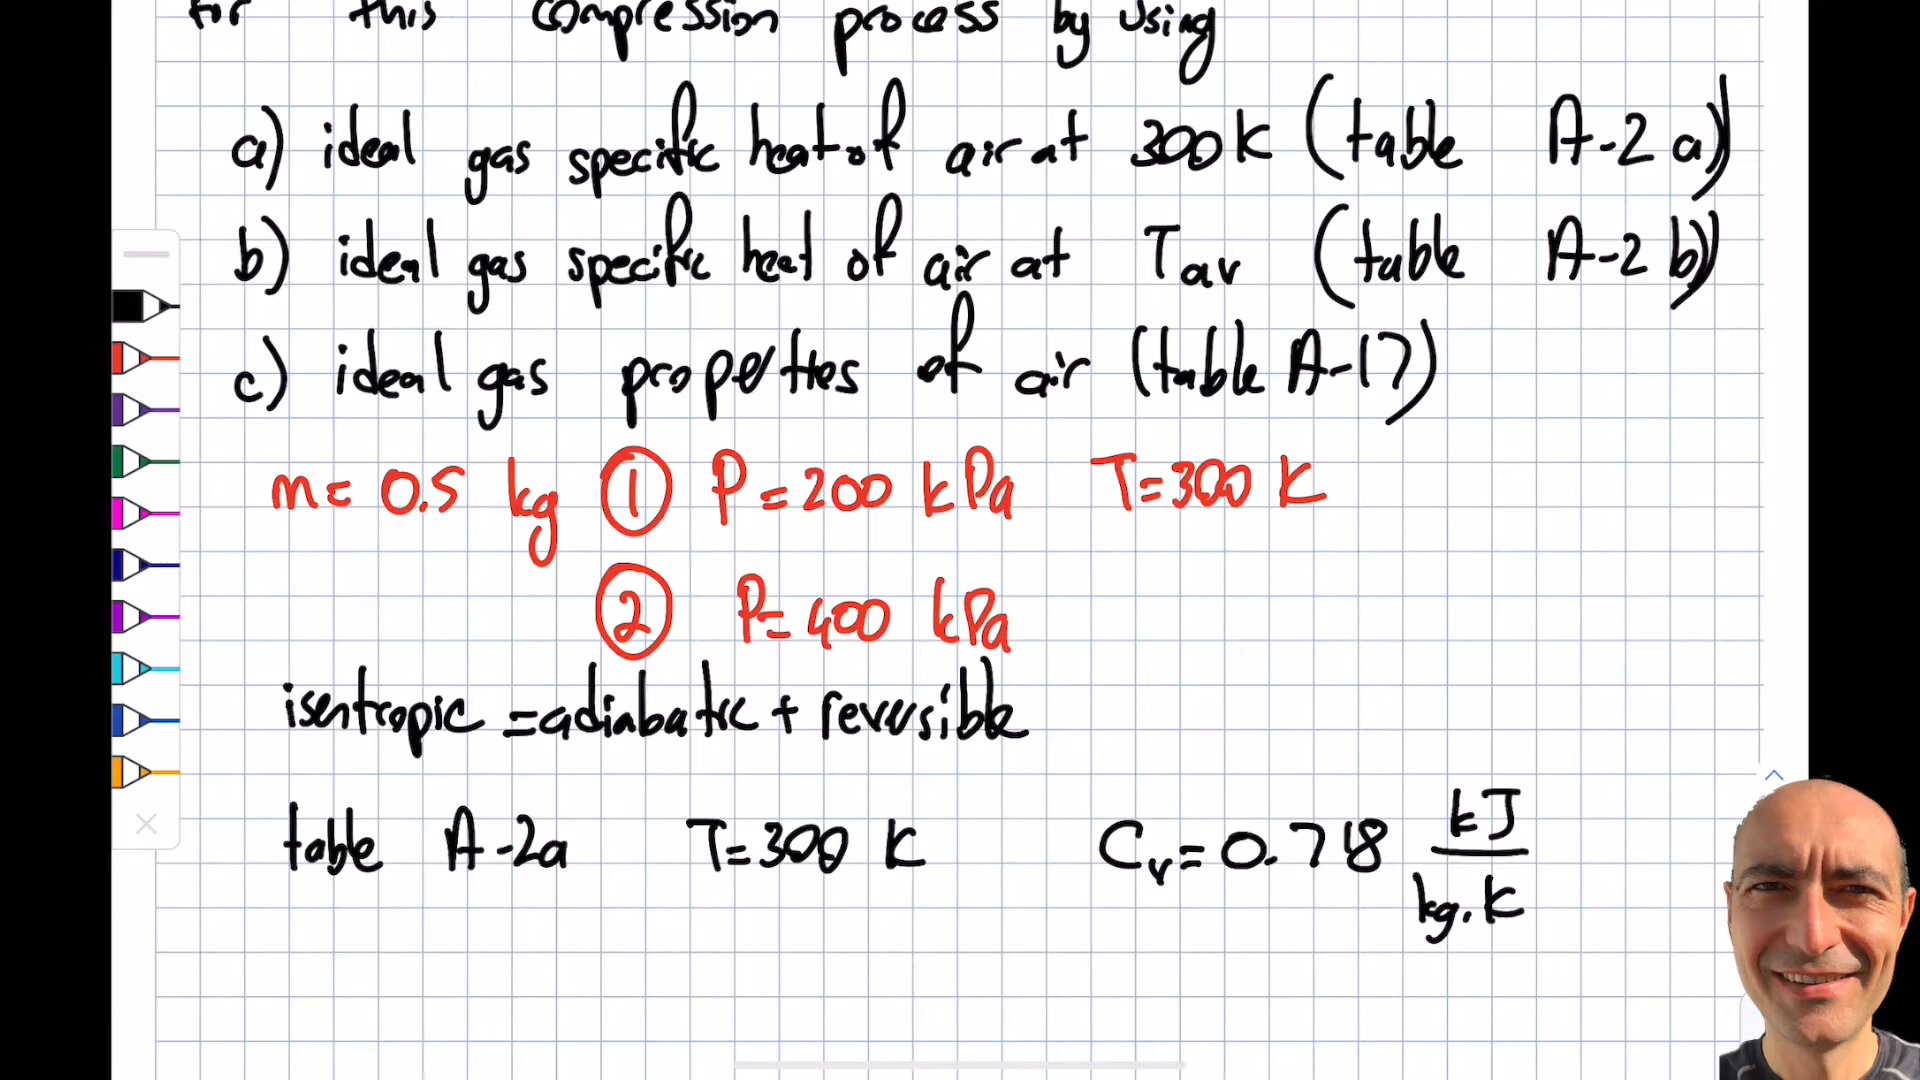 for this compression process by using
a) ideal gas specific heat of air at 300K (table A-2 a)
b) ideal gas specific heat of air at Tav (table A-2 b)
c) ideal gas properties of air (table A-17)
m= 0.5 kg ① P=200 kPa T=300 K
② P=400 kPa
isentropic = adiabatic + reversible
table A-2a T=300 K Cv=0.718 kJ/kg.K